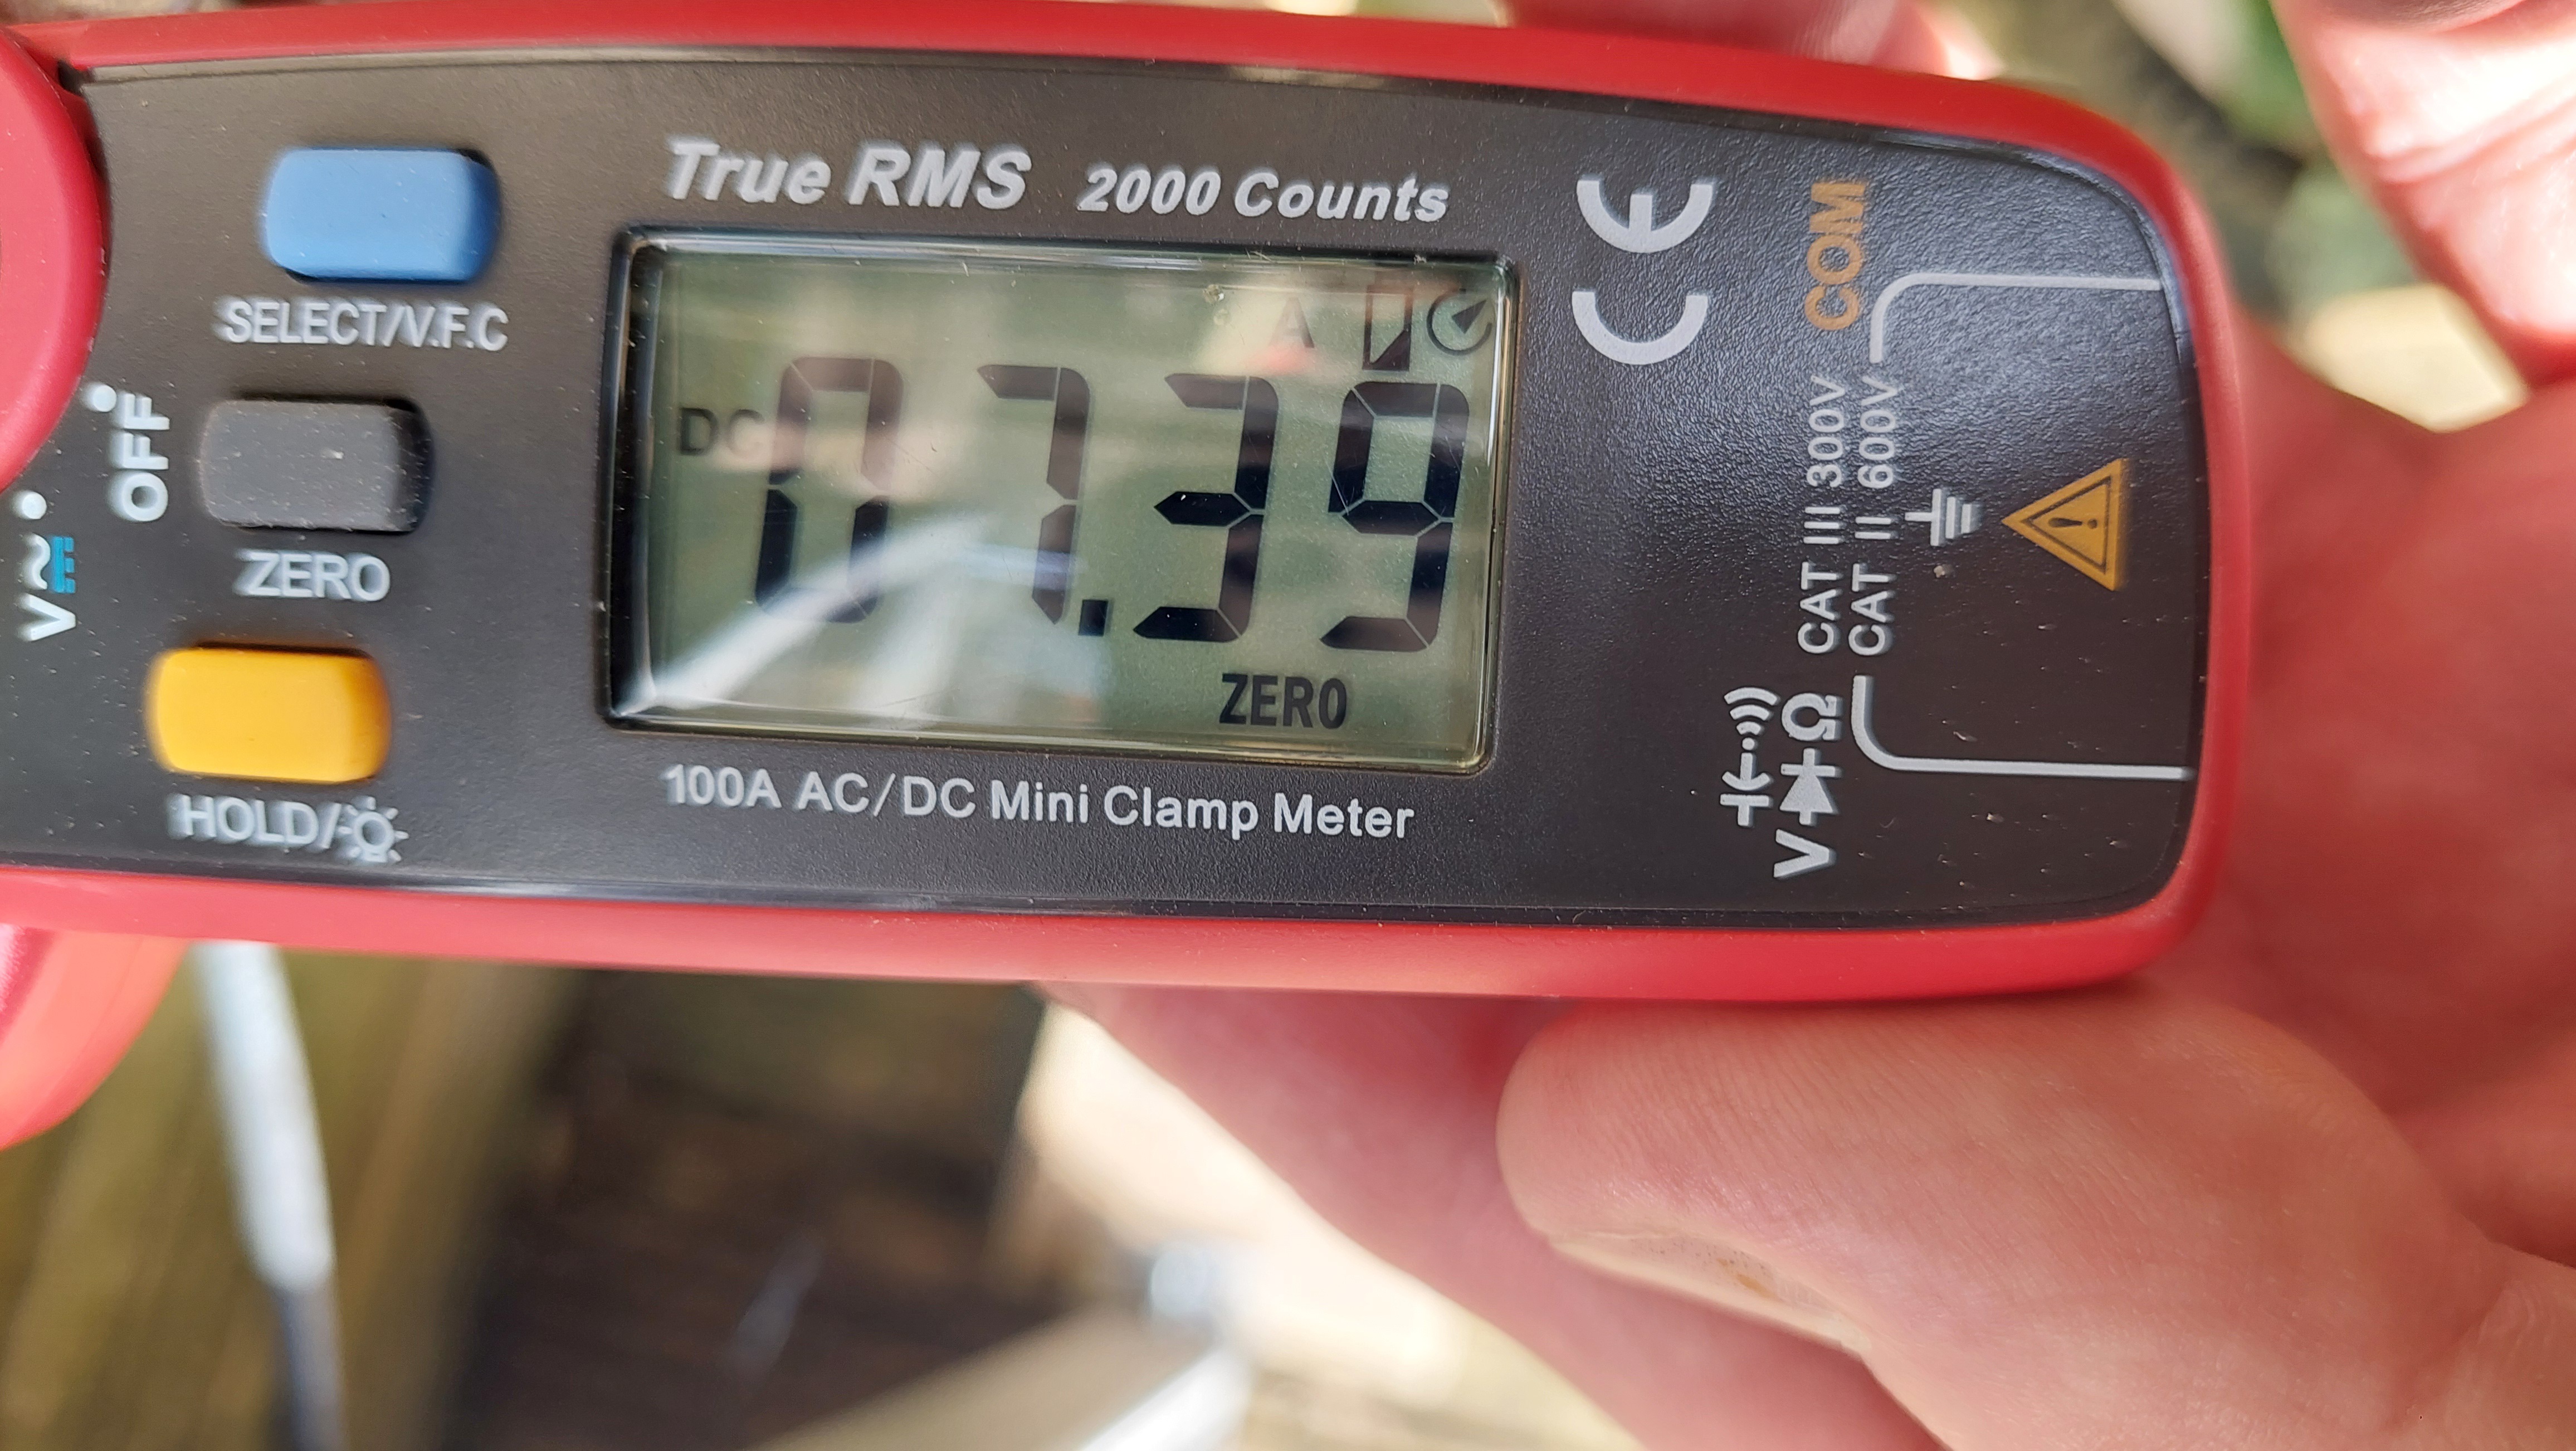 True RMS 2000 Counts
SELECT/V.F.C
OFF
V
ZERO
HOLD/
A
DC
07.39
ZERO
100A AC/DC Mini Clamp Meter
CE
COM
CAT III 300V
CAT II 600V
VΩ